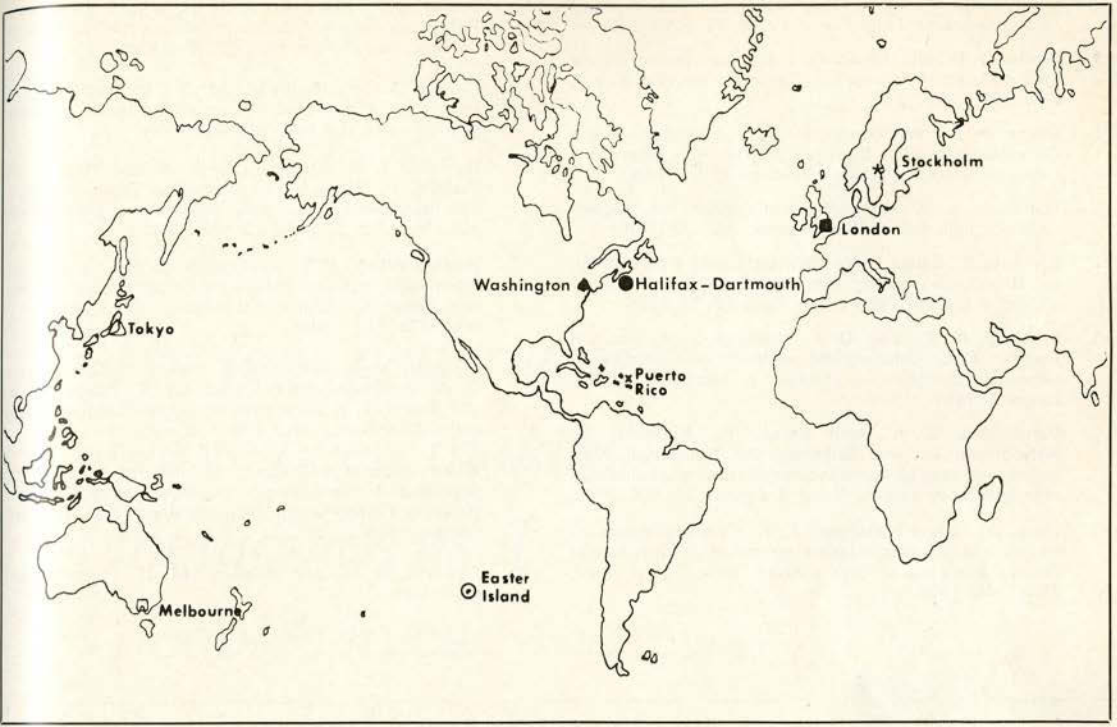 Stockholm
London
Washington
Halifax-Dartmouth
Tokyo
Puerto
Rico
Easter
Island
Melbourne